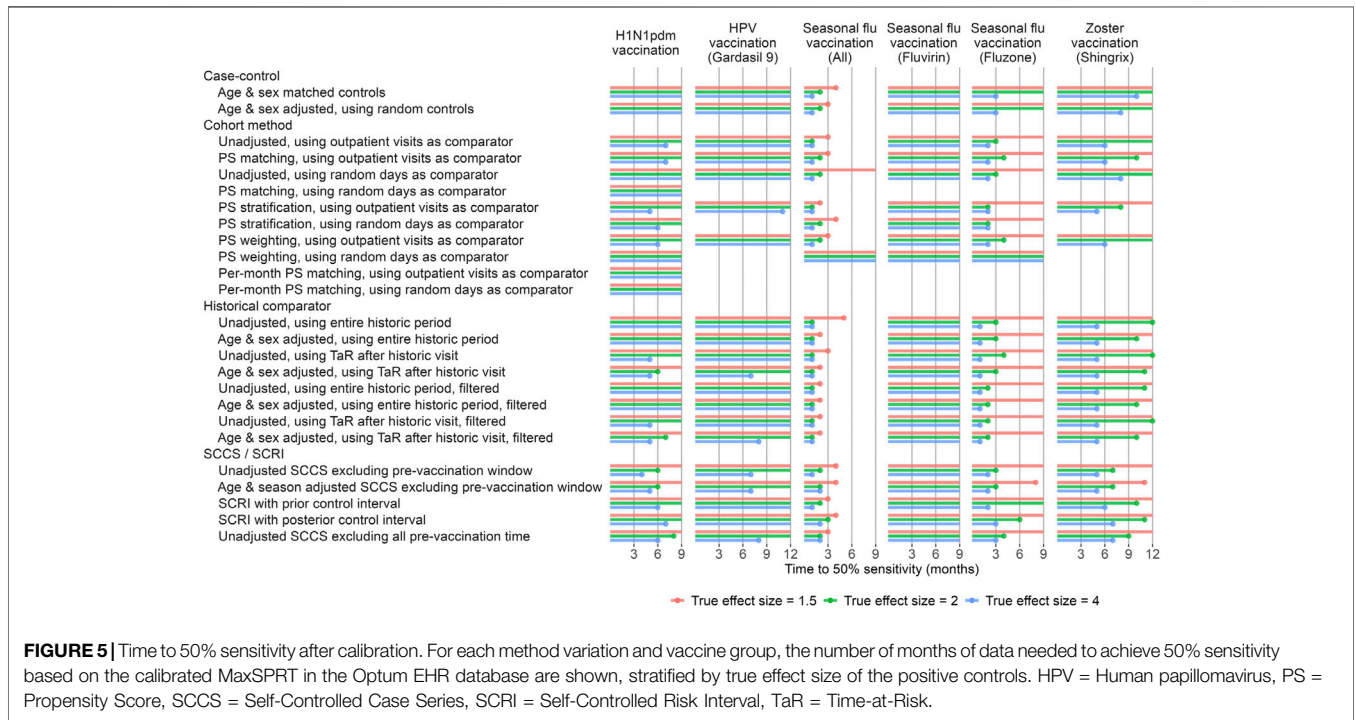 H1N1pdm vaccination
HPV vaccination (Gardasil 9)
Seasonal flu vaccination (All)
Seasonal flu vaccination (Fluvirin)
Seasonal flu vaccination (Fluzone)
Zoster vaccination (Shingrix)
Case-control
Age & sex matched controls
Age & sex adjusted, using random controls
Cohort method
Unadjusted, using outpatient visits as comparator
PS matching, using outpatient visits as comparator
Unadjusted, using random days as comparator
PS matching, using random days as comparator
PS stratification, using outpatient visits as comparator
PS stratification, using random days as comparator
PS weighting, using outpatient visits as comparator
PS weighting, using random days as comparator
Per-month PS matching, using outpatient visits as comparator
Per-month PS matching, using random days as comparator
Historical comparator
Unadjusted, using entire historic period
Age & sex adjusted, using entire historic period
Unadjusted, using TaR after historic visit
Age & sex adjusted, using TaR after historic visit
Unadjusted, using entire historic period, filtered
Age & sex adjusted, using entire historic period, filtered
Unadjusted, using TaR after historic visit, filtered
Age & sex adjusted, using TaR after historic visit, filtered
SCCS / SCRI
Unadjusted SCCS excluding pre-vaccination window
Age & season adjusted SCCS excluding pre-vaccination window
SCRI with prior control interval
SCRI with posterior control interval
Unadjusted SCCS excluding all pre-vaccination time
3 6 9 3 6 9 12 3 6 9 3 6 9 3 6 9 3 6 9 12
Time to 50% sensitivity (months)
True effect size = 1.5 True effect size = 2 True effect size = 4
FIGURE 5 | Time to 50% sensitivity after calibration. For each method variation and vaccine group, the number of months of data needed to achieve 50% sensitivity
based on the calibrated MaxSPRT in the Optum EHR database are shown, stratified by true effect size of the positive controls. HPV = Human papillomavirus, PS =
Propensity Score, SCCS = Self-Controlled Case Series, SCRI = Self-Controlled Risk Interval, TaR = Time-at-Risk.